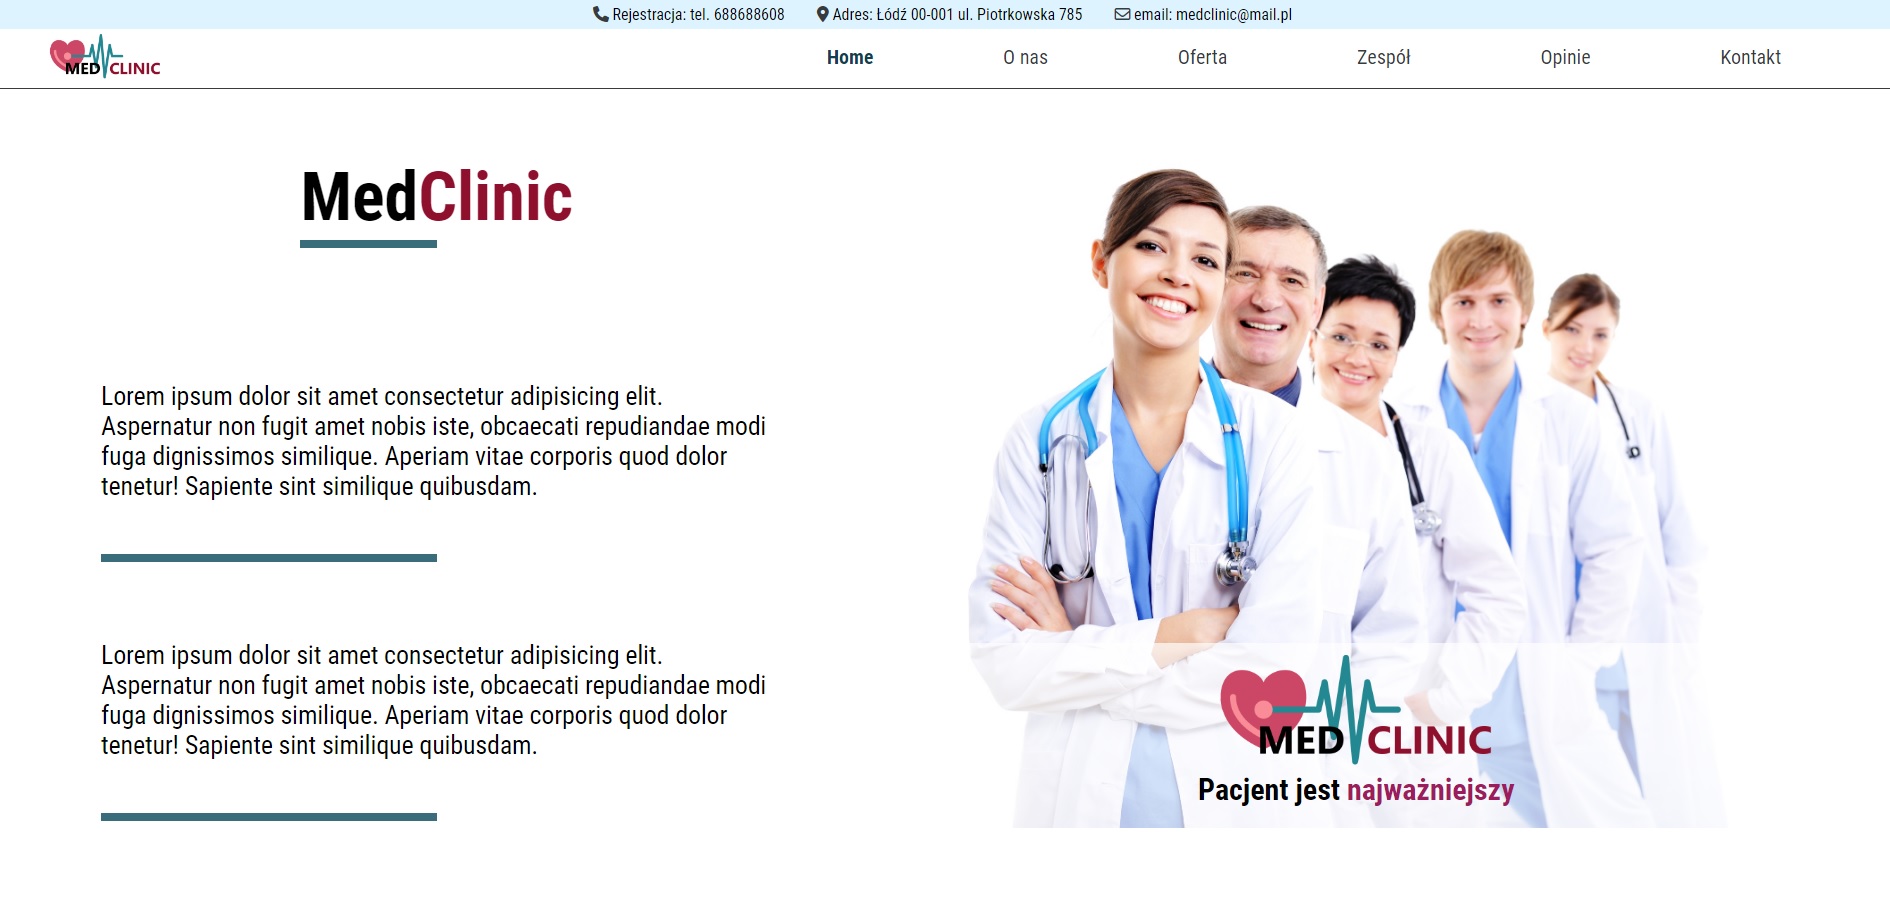 Rejestracja: tel. 688688608 Adres: Łódź 00-001 ul. Piotrkowska 785 email: medclinic@mail.pl
MED CLINIC Home O nas Oferta Zespół Opinie Kontakt
MedClinic
Lorem ipsum dolor sit amet consectetur adipisicing elit.
Aspernatur non fugit amet nobis iste, obcaecati repudiandae modi
fuga dignissimos similique. Aperiam vitae corporis quod dolor
tenetur! Sapiente sint similique quibusdam.
Lorem ipsum dolor sit amet consectetur adipisicing elit.
Aspernatur non fugit amet nobis iste, obcaecati repudiandae modi
fuga dignissimos similique. Aperiam vitae corporis quod dolor
tenetur! Sapiente sint similique quibusdam.
MED CLINIC
Pacjent jest najważniejszy